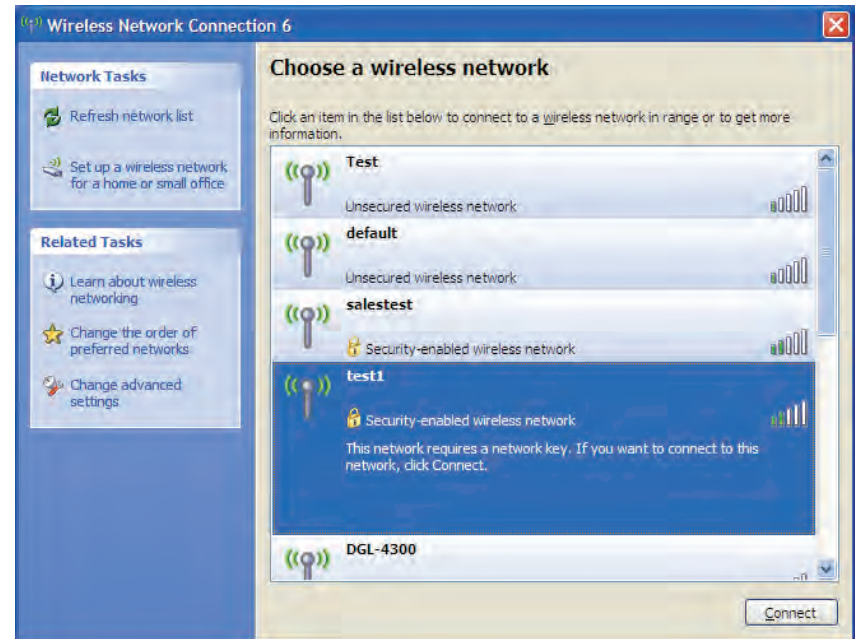 Wireless Network Connection 6
Network Tasks
Refresh network list
Set up a wireless network
for a home or small office
Related Tasks
Learn about wireless
networking
Change the order of
preferred networks
Change advanced
settings
Choose a wireless network
Click an item in the list below to connect to a wireless network in range or to get more
information.
Test
Unsecured wireless network
default
Unsecured wireless network
salestest
Security-enabled wireless network
test1
Security-enabled wireless network
This network requires a network key. If you want to connect to this
network, click Connect.
DGL-4300
Connect